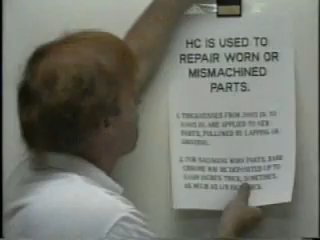 HC IS USED TO
REPAIR WORN OR
MISMACHINED
PARTS.
1. THICKNESSES FROM
ARE APPLIED TO NEW
PARTS, FOLLOWED BY LAPPING OR
GRINDING.
2. FOR SALVAGING WORN PARTS, HARD
CHROME MAY BE DEPOSITED UP TO
THICK, SOMETIMES
AS MUCH AS